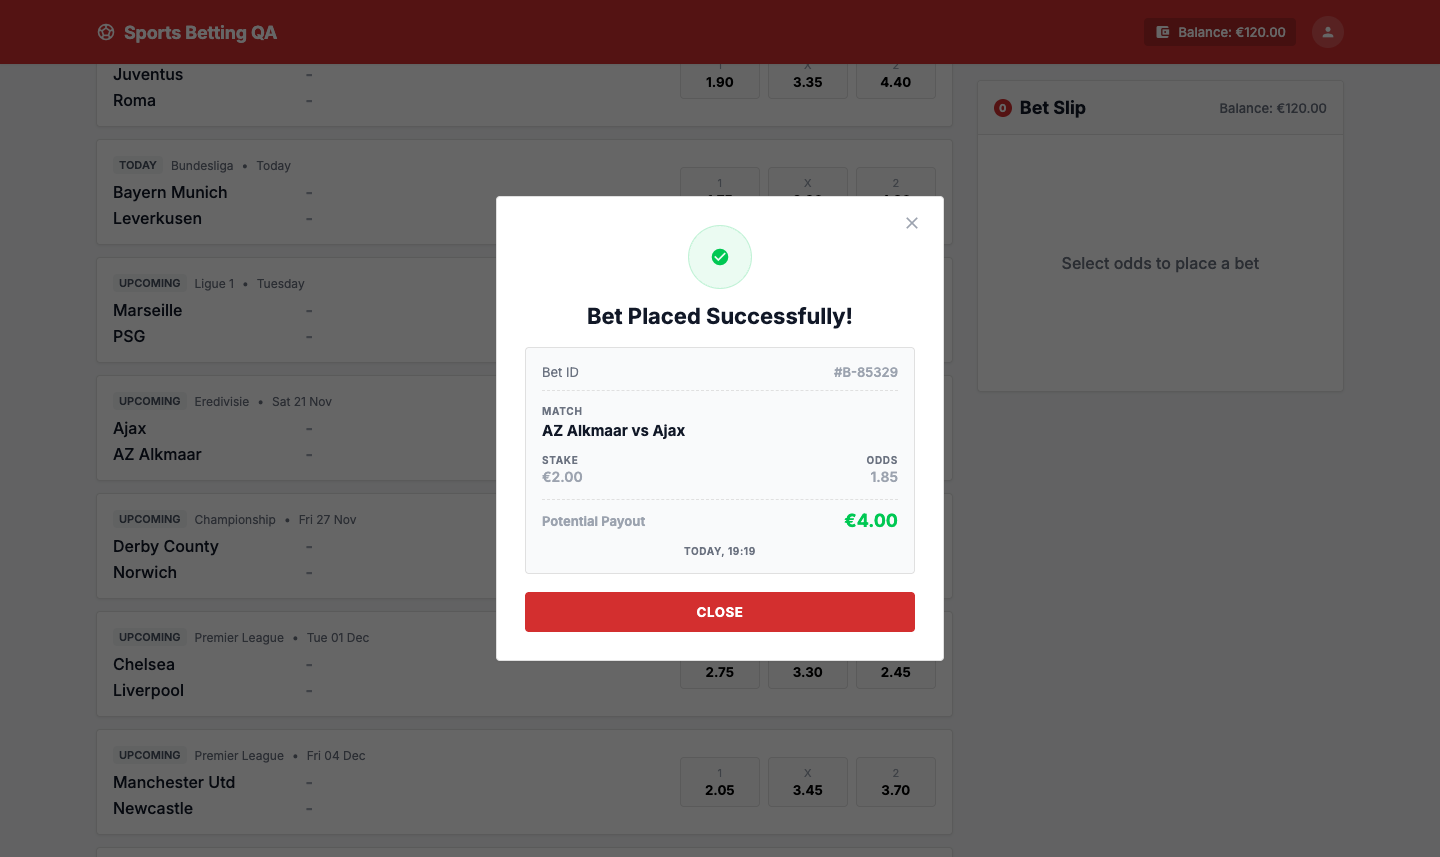 Sports Betting QA
Balance: €120.00
Juventus -
Roma -
1 X 2
1.90 3.35 4.40
TODAY Bundesliga • Today
Bayern Munich -
Leverkusen -
1 X 2
UPCOMING Ligue 1 • Tuesday
Marseille -
PSG -
UPCOMING Eredivisie • Sat 21 Nov
Ajax -
AZ Alkmaar -
UPCOMING Championship • Fri 27 Nov
Derby County -
Norwich -
UPCOMING Premier League • Tue 01 Dec
Chelsea -
Liverpool -
2.75 3.30 2.45
UPCOMING Premier League • Fri 04 Dec
Manchester Utd -
Newcastle -
1 X 2
2.05 3.45 3.70
0 Bet Slip Balance: €120.00
Select odds to place a bet
Bet Placed Successfully!
Bet ID #B-85329
MATCH
AZ Alkmaar vs Ajax
STAKE ODDS
€2.00 1.85
Potential Payout €4.00
TODAY, 19:19
CLOSE